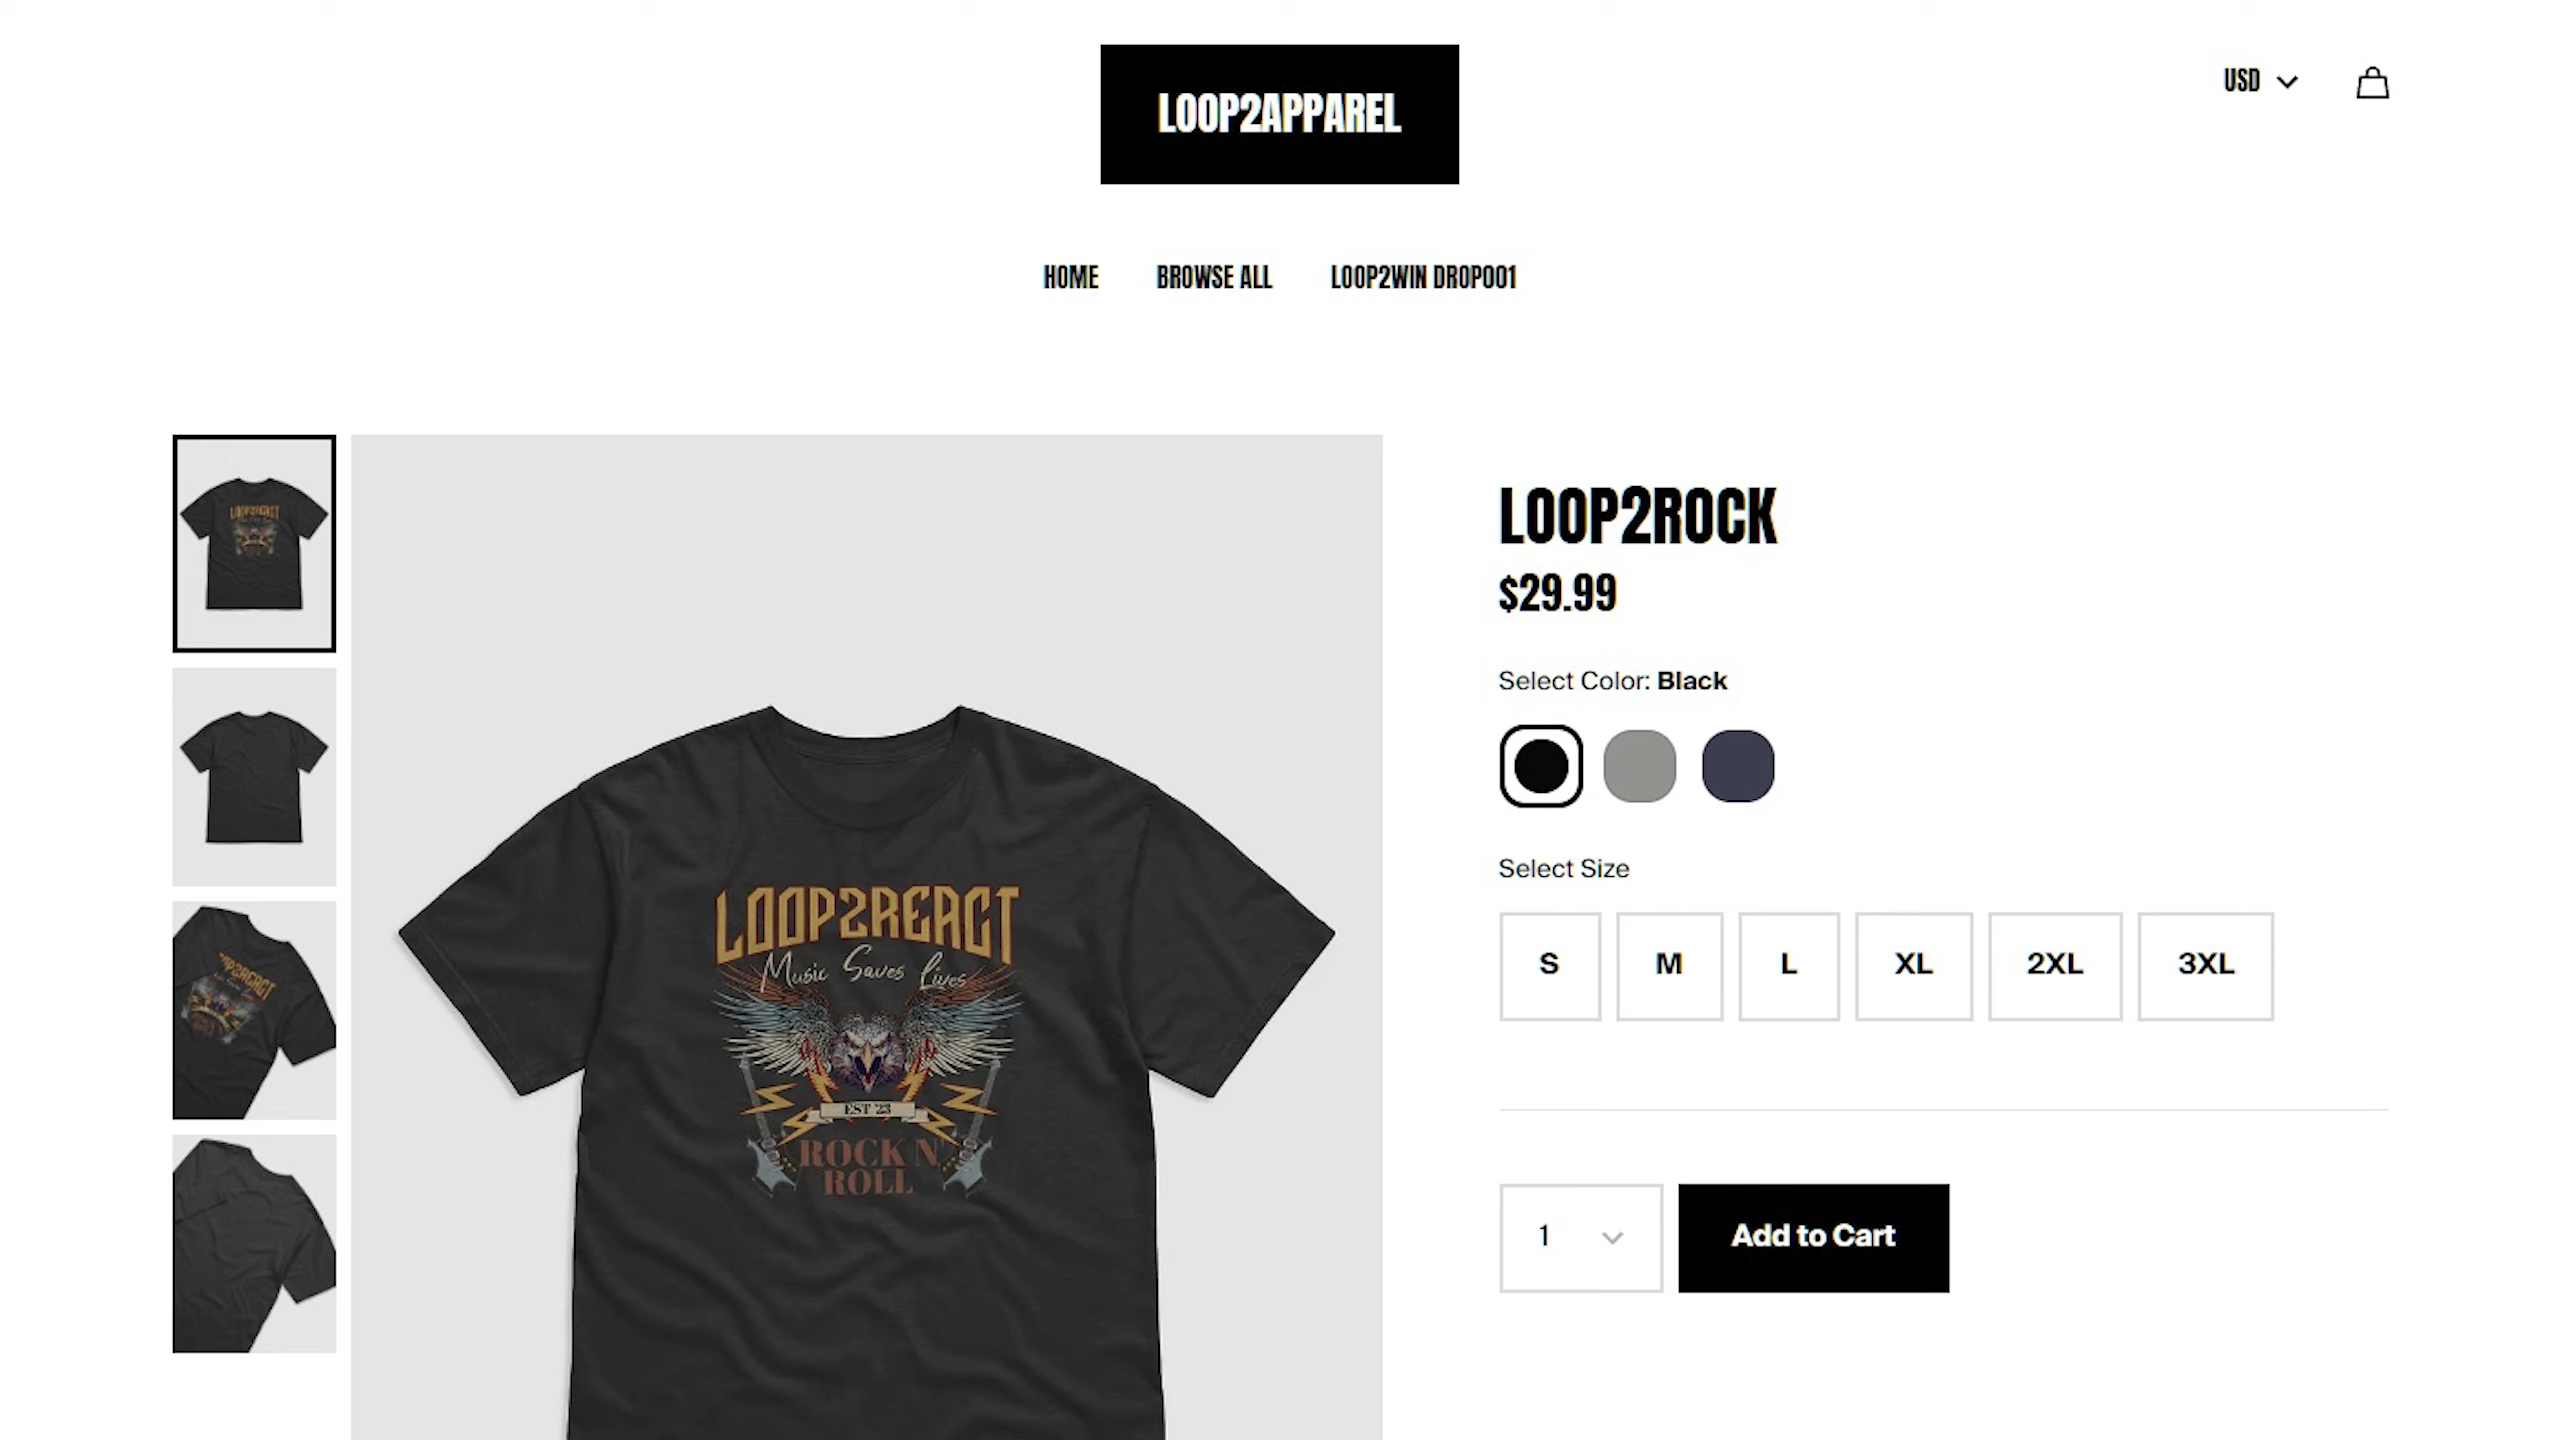 LOOP2APPAREL
USD
HOME BROWSE ALL LOOP2WIN DROP001
LOOP2ROCK
$29.99
Select Color: Black
Select Size
S M L XL 2XL 3XL
1 Add to Cart
LOOP2REACT
Music Saves Lives
EST 23
ROCK N'
ROLL